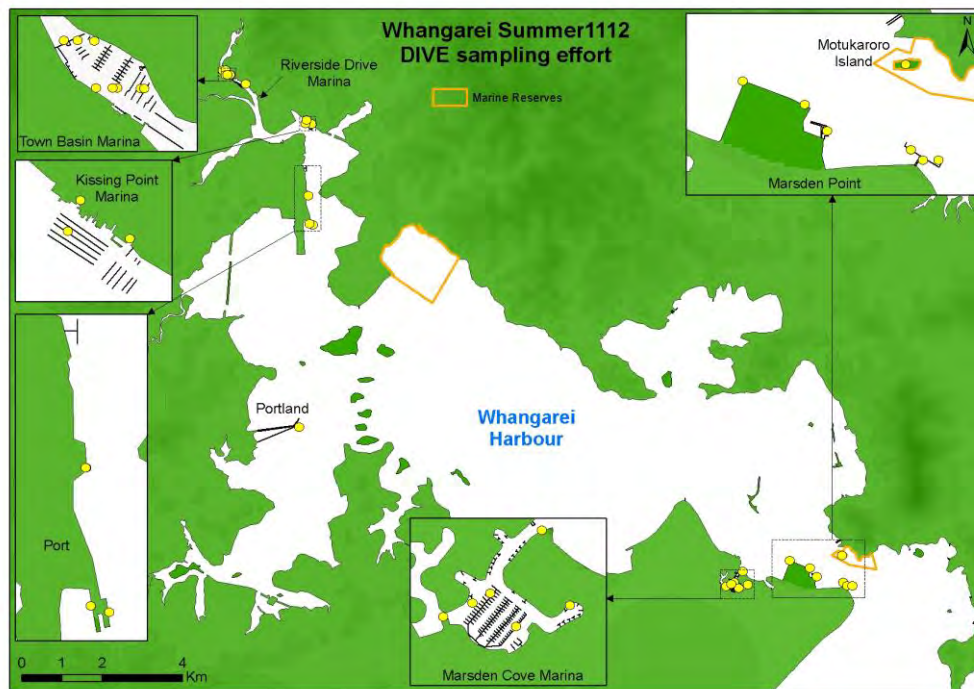 Whangarei Summer1112
DIVE sampling effort
Marine Reserves
Riverside Drive
Marina
Town Basin Marina
Kissing Point
Marina
N
Motukaroro
Island
Marsden Point
Portland
Whangarei
Harbour
Port
Marsden Cove Marina
0 1 2 4
Km